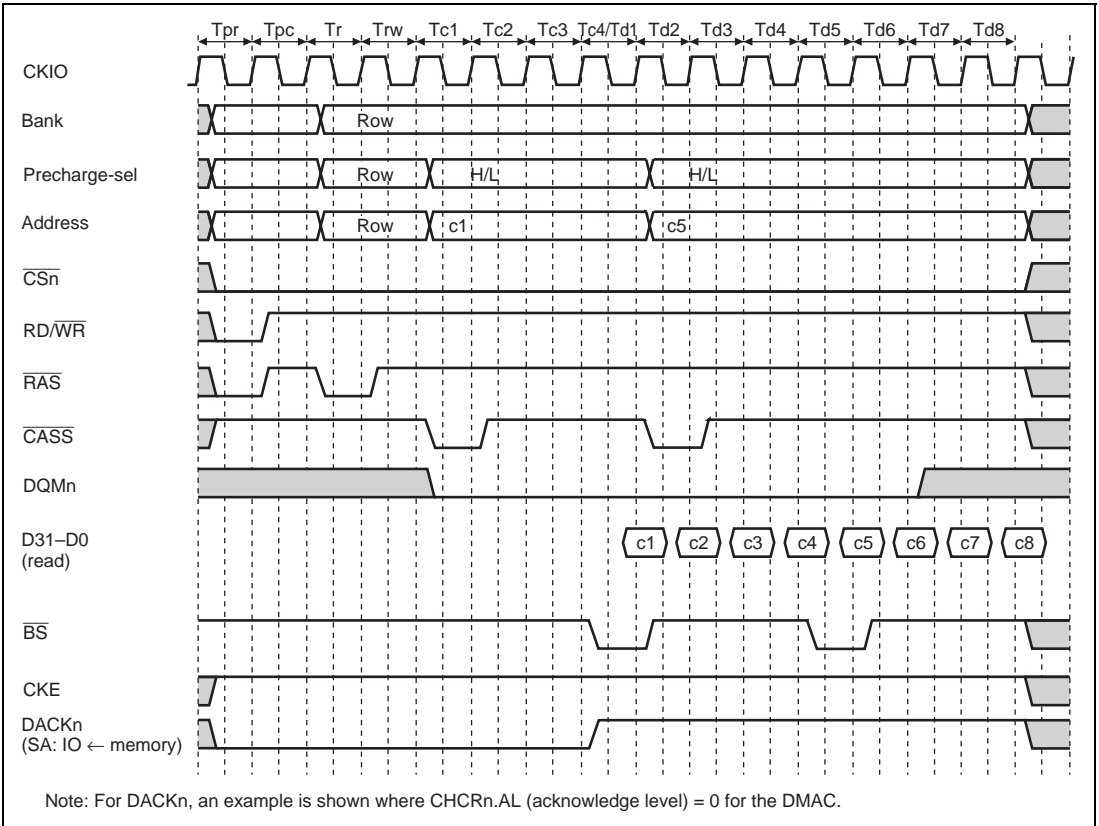 Tpr Tpc Tr Trw Tc1 Tc2 Tc3 Tc4/Td1 Td2 Td3 Td4 Td5 Td6 Td7 Td8
CKIO
Bank Row
Precharge-sel Row H/L H/L
Address Row c1 c5
CSn
RD/WR
RAS
CASS
DQMn
D31–D0
(read)
c1 c2 c3 c4 c5 c6 c7 c8
BS
CKE
DACKn
(SA: IO ← memory)
Note: For DACKn, an example is shown where CHCRn.AL (acknowledge level) = 0 for the DMAC.